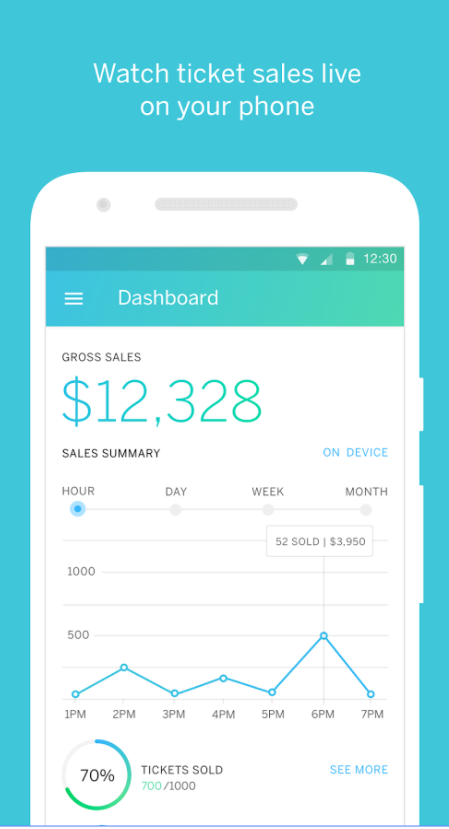 Watch ticket sales live
on your phone
12:30
Dashboard
GROSS SALES
$12,328
SALES SUMMARY
ON DEVICE
HOUR DAY WEEK MONTH
52 SOLD | $3,950
1000
500
1PM 2PM 3PM 4PM 5PM 6PM 7PM
70%
TICKETS SOLD
700/1000
SEE MORE